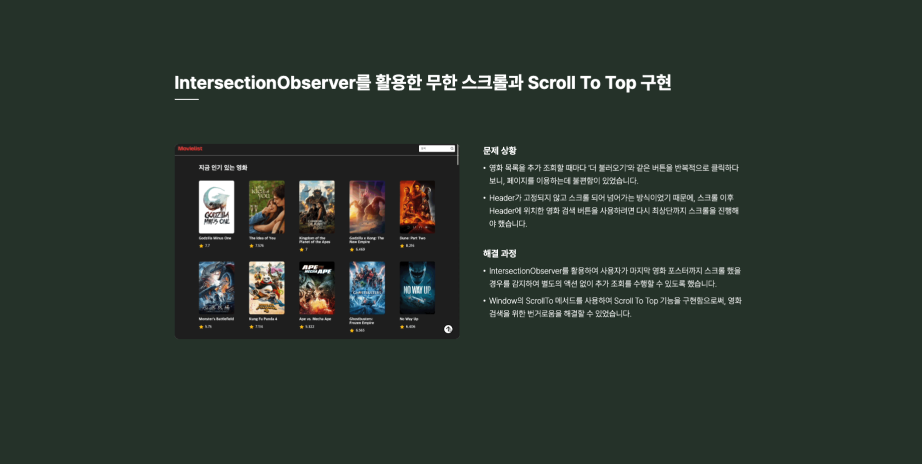 IntersectionObserver를 활용한 무한 스크롤과 Scroll To Top 구현
Movielist
지금 인기 있는 영화
GODZILLA
MINUS ONE
Godzilla Minus One
The Idea of You
Kingdom of the
Planet of the Apes
Godzilla x Kong: The
New Empire
Dune: Part Two
7.7
7
NO WAY UP
Monster's Battlefield
Kung Fu Panda 4
Ape vs. Mecha Ape
Ghostbusters:
Frozen Empire
No Way Up
문제 상황
• 영화 목록을 추가 조회할 때마다 '더 불러오기'와 같은 버튼을 반복적으로 클릭하다
보니, 페이지를 이용하는데 불편함이 있었습니다.
• Header가 고정되지 않고 스크롤 되어 넘어가는 방식이었기 때문에, 스크롤 이후
Header에 위치한 영화 검색 버튼을 사용하려면 다시 최상단까지 스크롤을 진행해
야 했습니다.
해결 과정
• IntersectionObserver를 활용하여 사용자가 마지막 영화 포스터까지 스크롤 했을
경우를 감지하여 별도의 액션 없이 추가 조회를 수행할 수 있도록 했습니다.
• Window의 ScrollTo 메서드를 사용하여 Scroll To Top 기능을 구현함으로써, 영화
검색을 위한 번거로움을 해결할 수 있었습니다.